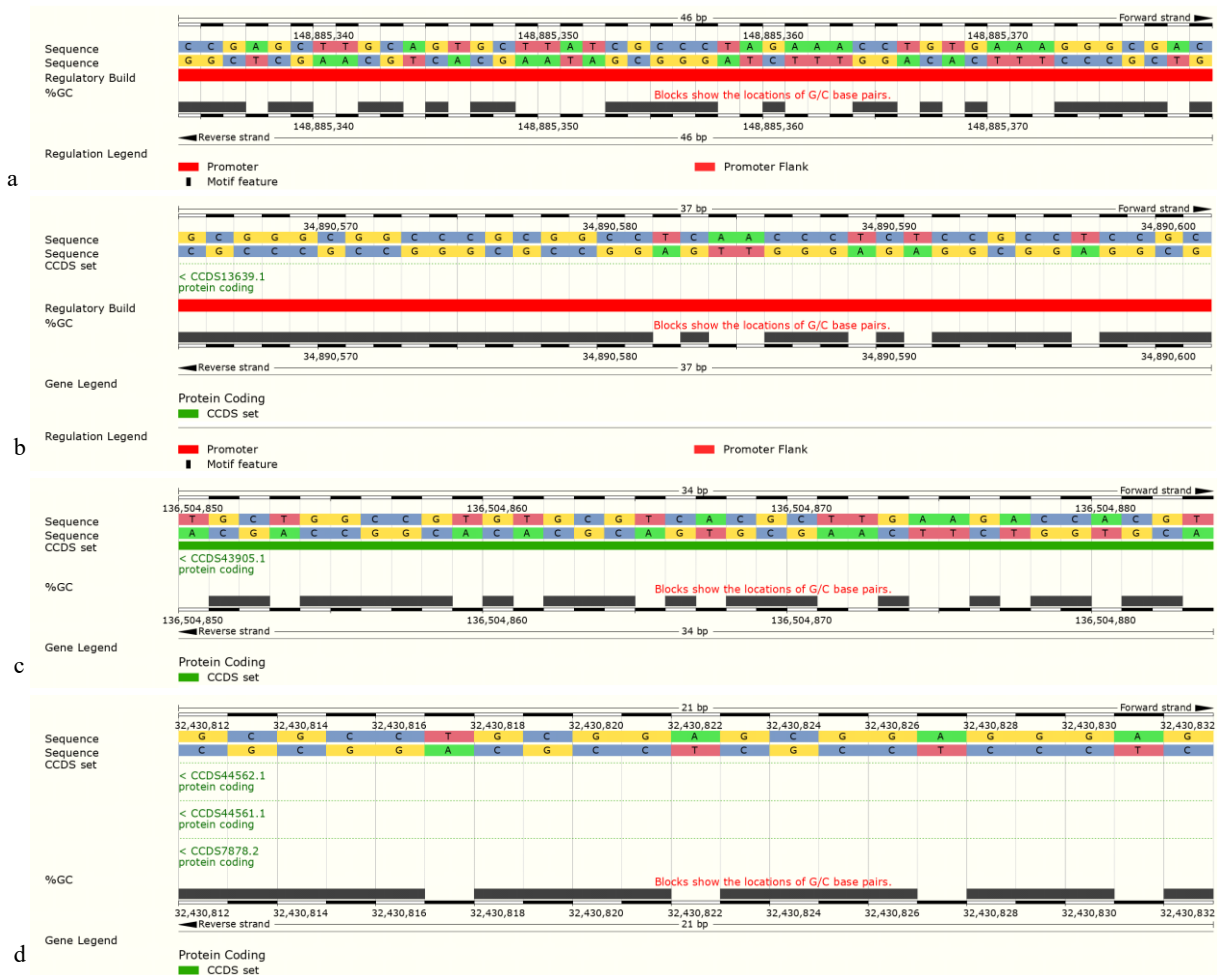 46 bp Forward strand
148,885,340 148,885,350 148,885,360 148,885,370
Sequence C C G A G C T T G C A G T G C T T A T C G C C C T A G A A A C C T G T G A A A G G G C G A C
Sequence G G C T C G A A C G T C A C G A A T A G C G G G A T C T T T G G A C A C T T T C C C G C T G
Regulatory Build
%GC Blocks show the locations of G/C base pairs.
148,885,340 148,885,350 148,885,360 148,885,370
Reverse strand 46 bp
Regulation Legend
Promoter Promoter Flank
a
Motif feature
37 bp Forward strand
34,890,570 34,890,580 34,890,590 34,890,600
Sequence G C G G G C G G C C C G C G G C C T C A A C C C T C T C C G C C T C C G C
Sequence C G C C C G C C G G G C G C C G G A G T T G G G A G A G G C G G A G G C G
CCDS set
< CCDS13639.1
protein coding
Regulatory Build
%GC Blocks show the locations of G/C base pairs.
34,890,570 34,890,580 34,890,590 34,890,600
Reverse strand 37 bp
Gene Legend
Protein Coding
CCDS set
Regulation Legend
b
Promoter Promoter Flank
Motif feature
34 bp Forward strand
136,504,850 136,504,860 136,504,870 136,504,880
Sequence T G C T G G C C G T G T G C G T C A C G C T T G A A G A C C A C G T
Sequence A C G A C C G G C A C A C G C A G T G C G A A C T T C T G G T G C A
CCDS set
< CCDS43905.1
protein coding
%GC Blocks show the locations of G/C base pairs.
136,504,850 136,504,860 136,504,870 136,504,880
Reverse strand 34 bp
Gene Legend
c
Protein Coding
CCDS set
21 bp Forward strand
32,430,812 32,430,814 32,430,816 32,430,818 32,430,820 32,430,822 32,430,824 32,430,826 32,430,828 32,430,830 32,430,832
Sequence G C G C C T G C G G A G C G G A G G G A G
Sequence C G C G G A C G C C T C G C C T C C C T C
CCDS set
< CCDS44562.1
protein coding
< CCDS44561.1
protein coding
< CCDS7878.2
protein coding
%GC Blocks show the locations of G/C base pairs.
32,430,812 32,430,814 32,430,816 32,430,818 32,430,820 32,430,822 32,430,824 32,430,826 32,430,828 32,430,830 32,430,832
Reverse strand 21 bp
Gene Legend
d
Protein Coding
CCDS set